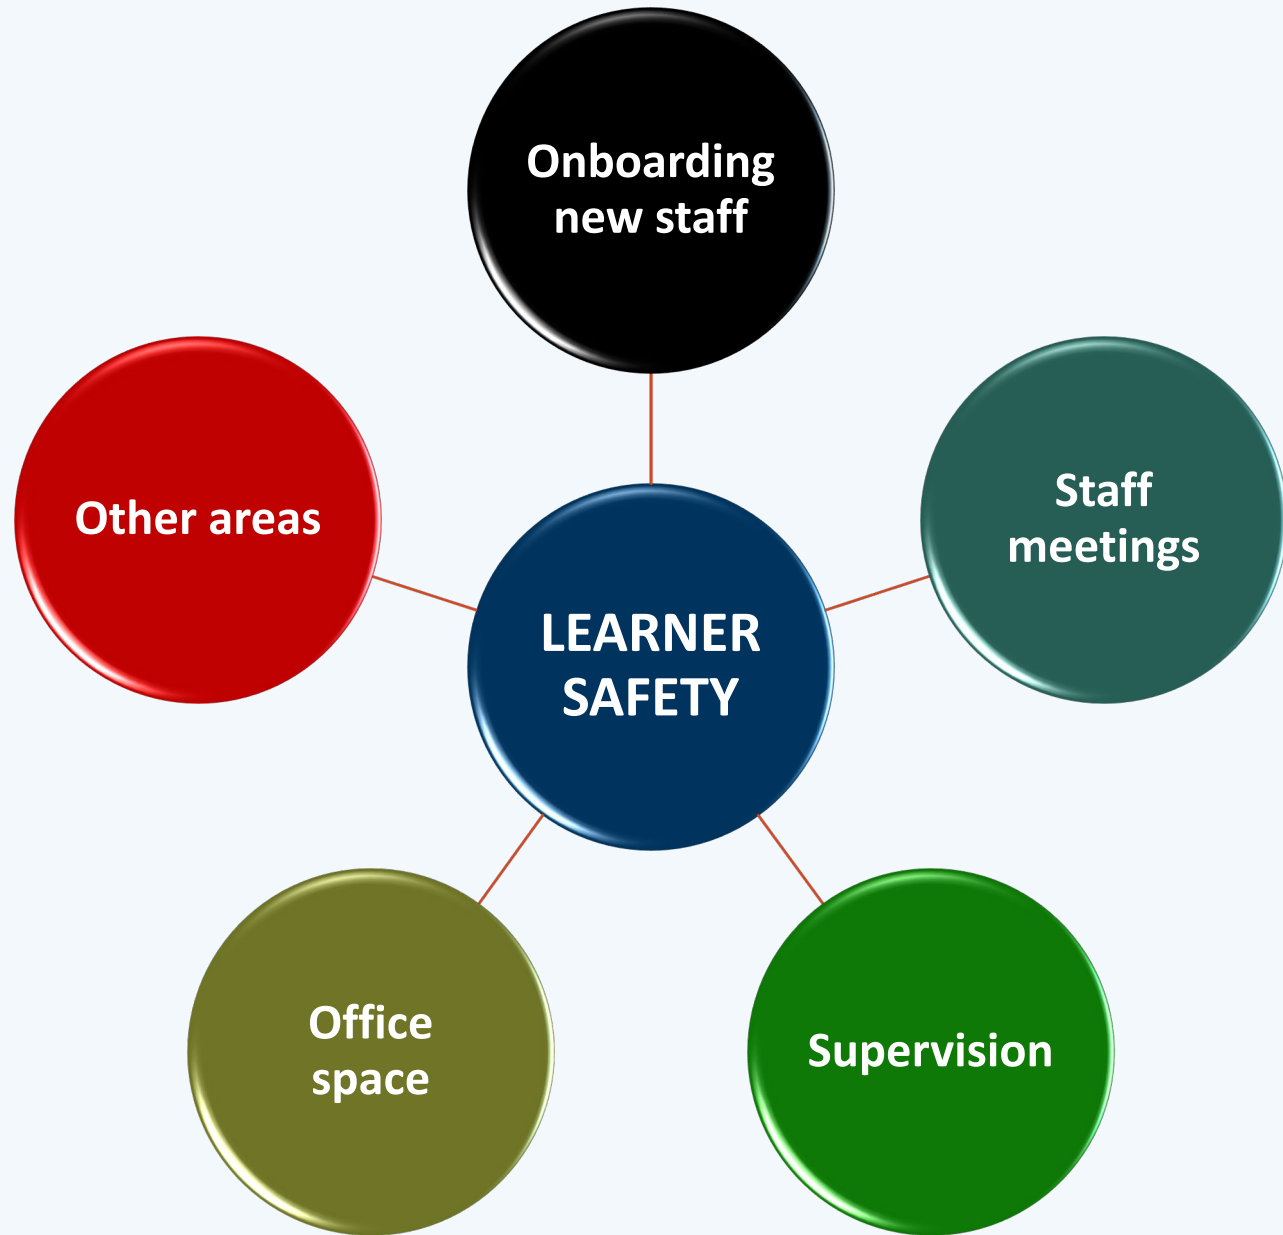 Onboarding
new staff
Other areas
Staff
meetings
LEARNER
SAFETY
Office
space
Supervision